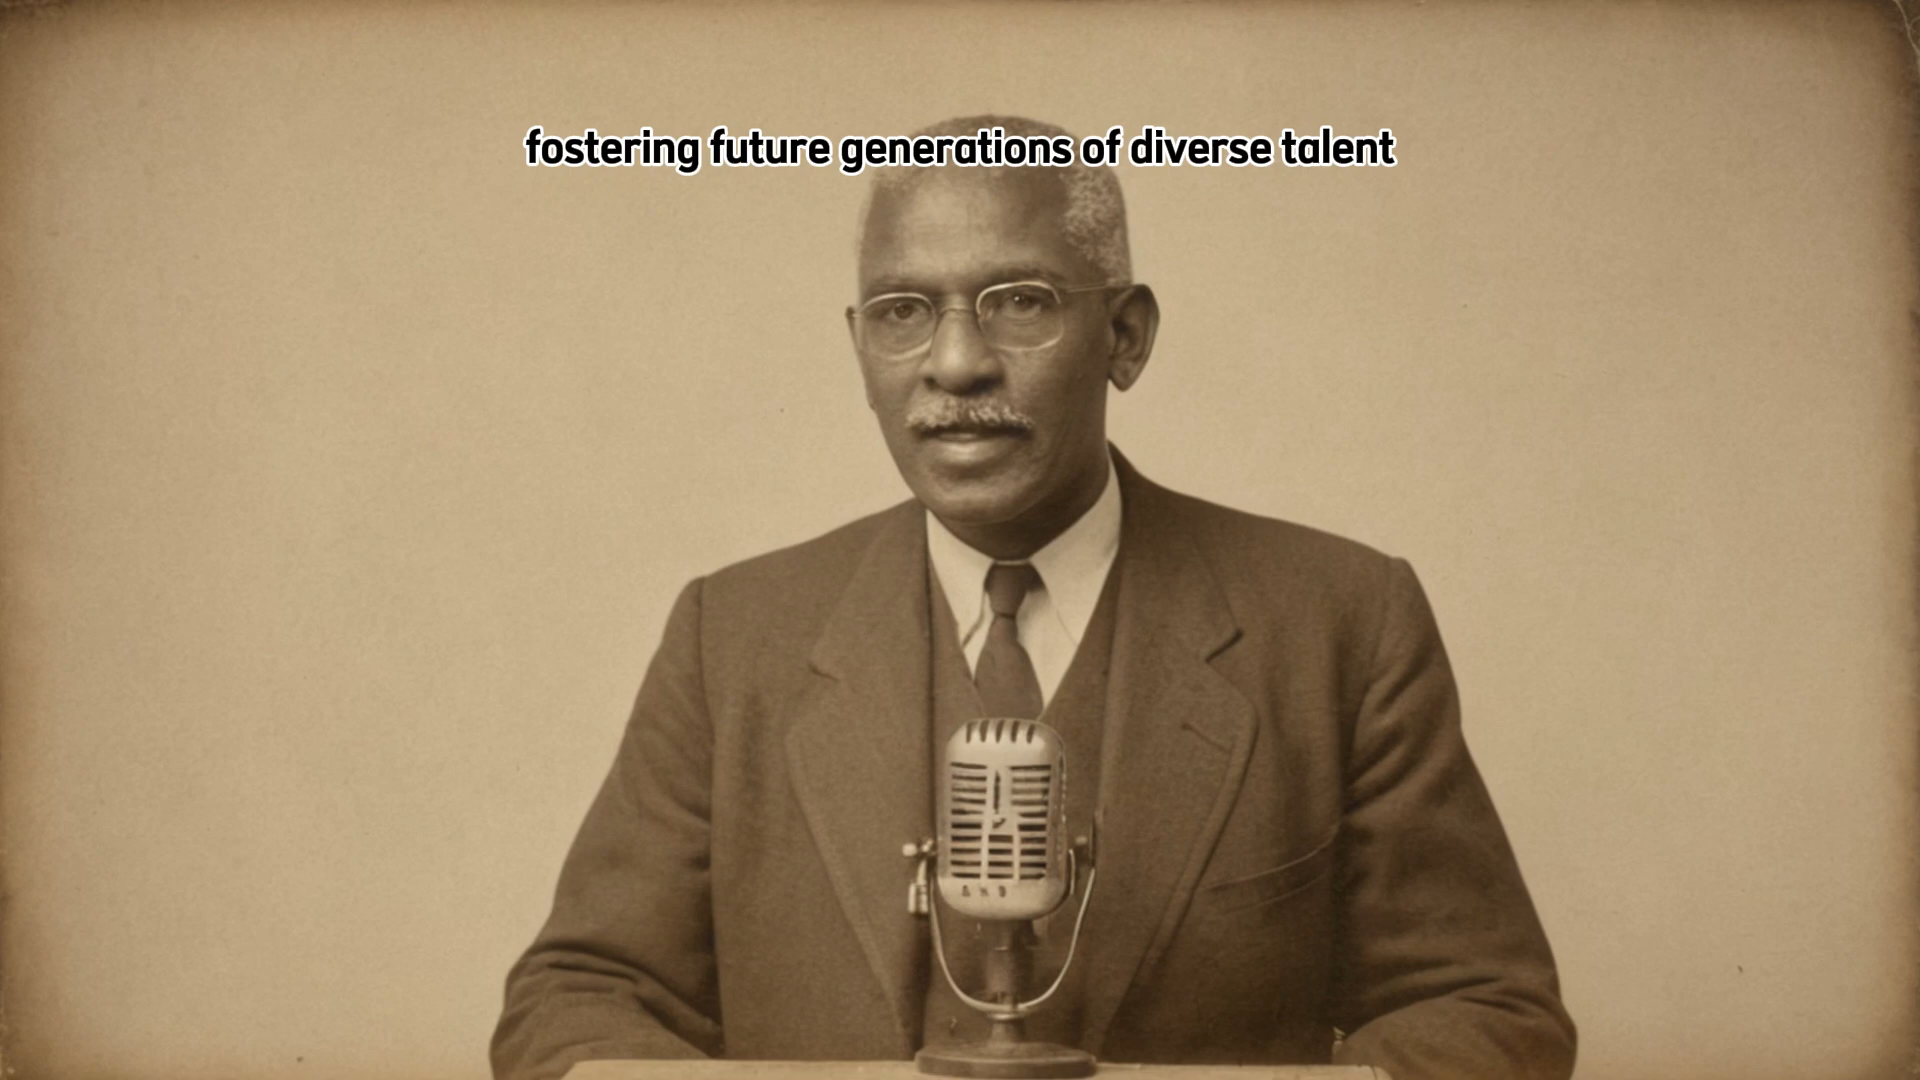 fostering future generations of diverse talent